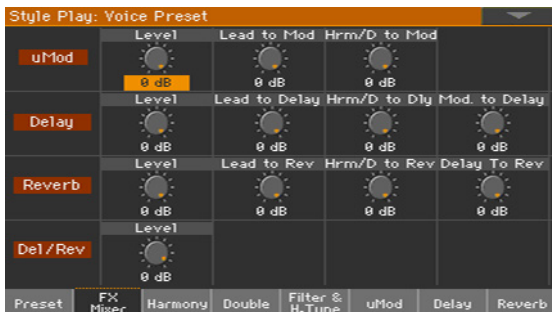 Style Play: Voice Preset
Level Lead to Mod Hrm/D to Mod
uMod
0 dB 0 dB 0 dB
Level Lead to Delay Hrm/D to Dly Mod. to Delay
Delay
0 dB 0 dB 0 dB 0 dB
Level Lead to Rev Hrm/D to Rev Delay To Rev
Reverb
0 dB 0 dB 0 dB 0 dB
Level
Del/Rev
0 dB
Preset FX Mixer Harmony Double Filter & H.Tune uMod Delay Reverb